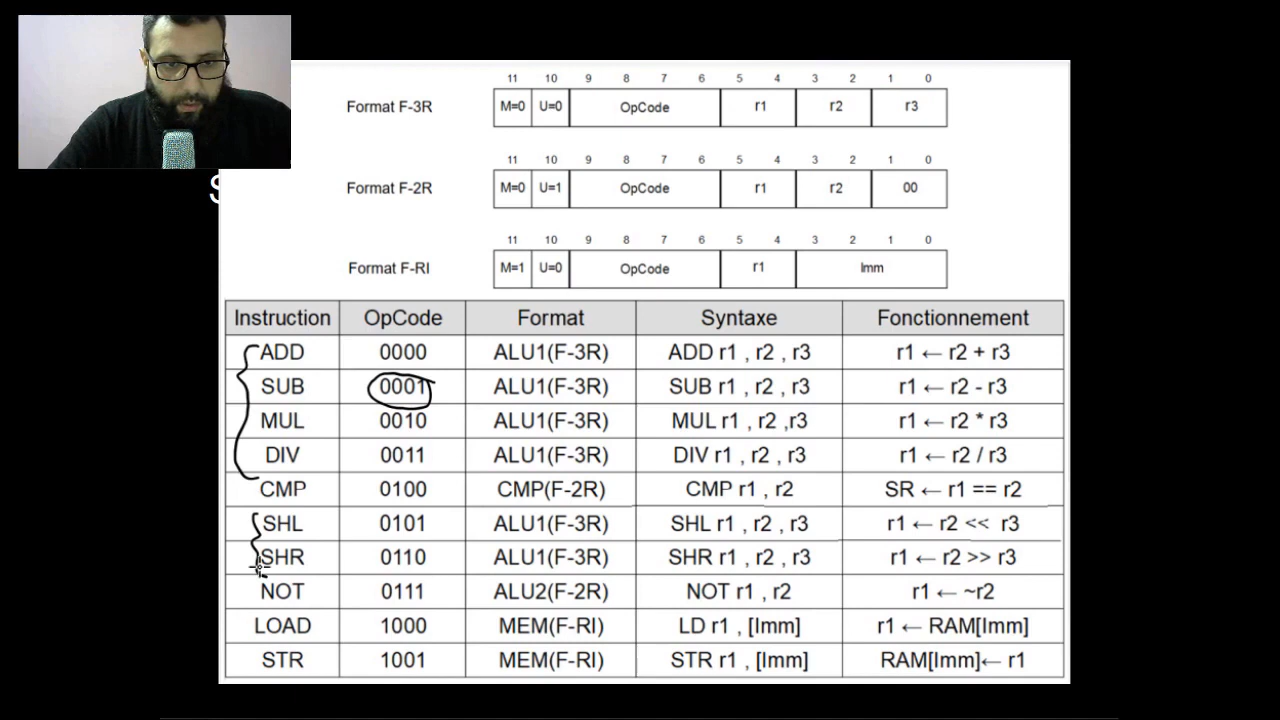 11 10 9 8 7 6 5 4 3 2 1 0
Format F-3R M=0 U=0 OpCode r1 r2 r3
11 10 9 8 7 6 5 4 3 2 1 0
Format F-2R M=0 U=1 OpCode r1 r2 00
11 10 9 8 7 6 5 4 3 2 1 0
Format F-RI M=1 U=0 OpCode r1 Imm
Instruction OpCode Format Syntaxe Fonctionnement
ADD 0000 ALU1(F-3R) ADD r1 , r2 , r3 r1 ← r2 + r3
SUB 0001 ALU1(F-3R) SUB r1 , r2 , r3 r1 ← r2 - r3
MUL 0010 ALU1(F-3R) MUL r1 , r2 ,r3 r1 ← r2 * r3
DIV 0011 ALU1(F-3R) DIV r1 , r2 , r3 r1 ← r2 / r3
CMP 0100 CMP(F-2R) CMP r1 , r2 SR ← r1 == r2
SHL 0101 ALU1(F-3R) SHL r1 , r2 , r3 r1 ← r2 << r3
SHR 0110 ALU1(F-3R) SHR r1 , r2 , r3 r1 ← r2 >> r3
NOT 0111 ALU2(F-2R) NOT r1 , r2 r1 ← ~r2
LOAD 1000 MEM(F-RI) LD r1 , [Imm] r1 ← RAM[Imm]
STR 1001 MEM(F-RI) STR r1 , [Imm] RAM[Imm]← r1